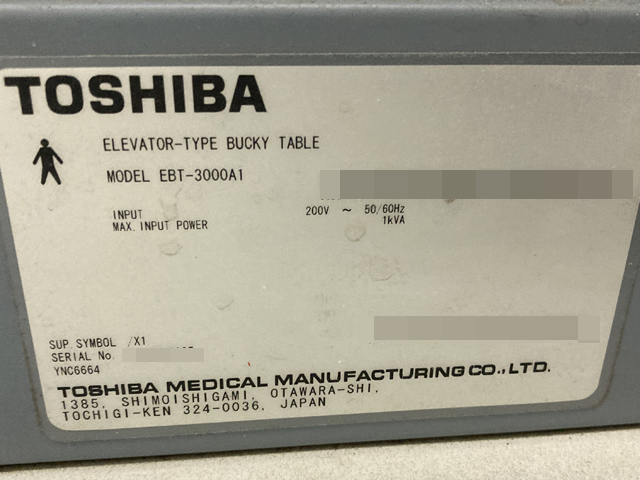 TOSHIBA
ELEVATOR-TYPE BUCKY TABLE
MODEL EBT-3000A1
INPUT 200V ~ 50/60Hz
MAX. INPUT POWER 1kVA
SUP. SYMBOL /X1
SERIAL No.
YNC6664
TOSHIBA MEDICAL MANUFACTURING CO.,LTD.
1385, SHIMOISHIGAMI, OTAWARA-SHI,
TOCHIGI-KEN 324-0036, JAPAN